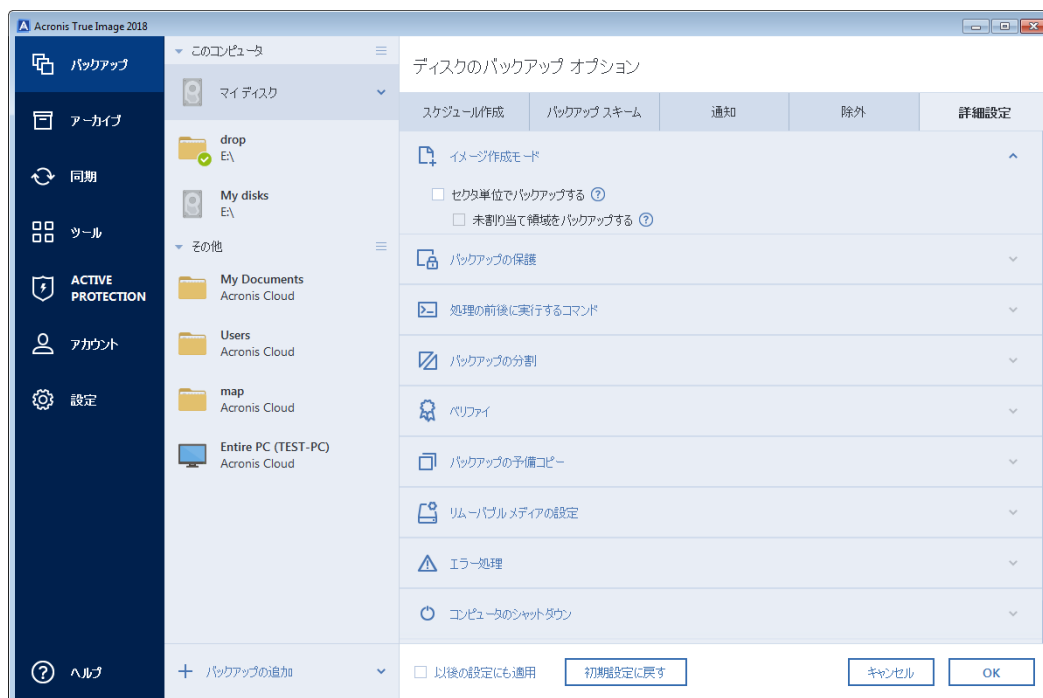 Acronis True Image 2018
バックアップ
アーカイブ
同期
ツール
ACTIVE
PROTECTION
アカウント
設定
ヘルプ
このコンピュータ
マイ ディスク
drop
E:\
My disks
E:\
その他
My Documents
Acronis Cloud
Users
Acronis Cloud
map
Acronis Cloud
Entire PC (TEST-PC)
Acronis Cloud
バックアップの追加
ディスクのバックアップ オプション
スケジュール作成
バックアップ スキーム
通知
除外
詳細設定
イメージ作成モード
セクタ単位でバックアップする
未割り当て領域をバックアップする
バックアップの保護
処理の前後に実行するコマンド
バックアップの分割
ベリファイ
バックアップの予備コピー
リムーバブル メディアの設定
エラー処理
コンピュータのシャットダウン
以後の設定にも適用
初期設定に戻す
キャンセル
OK